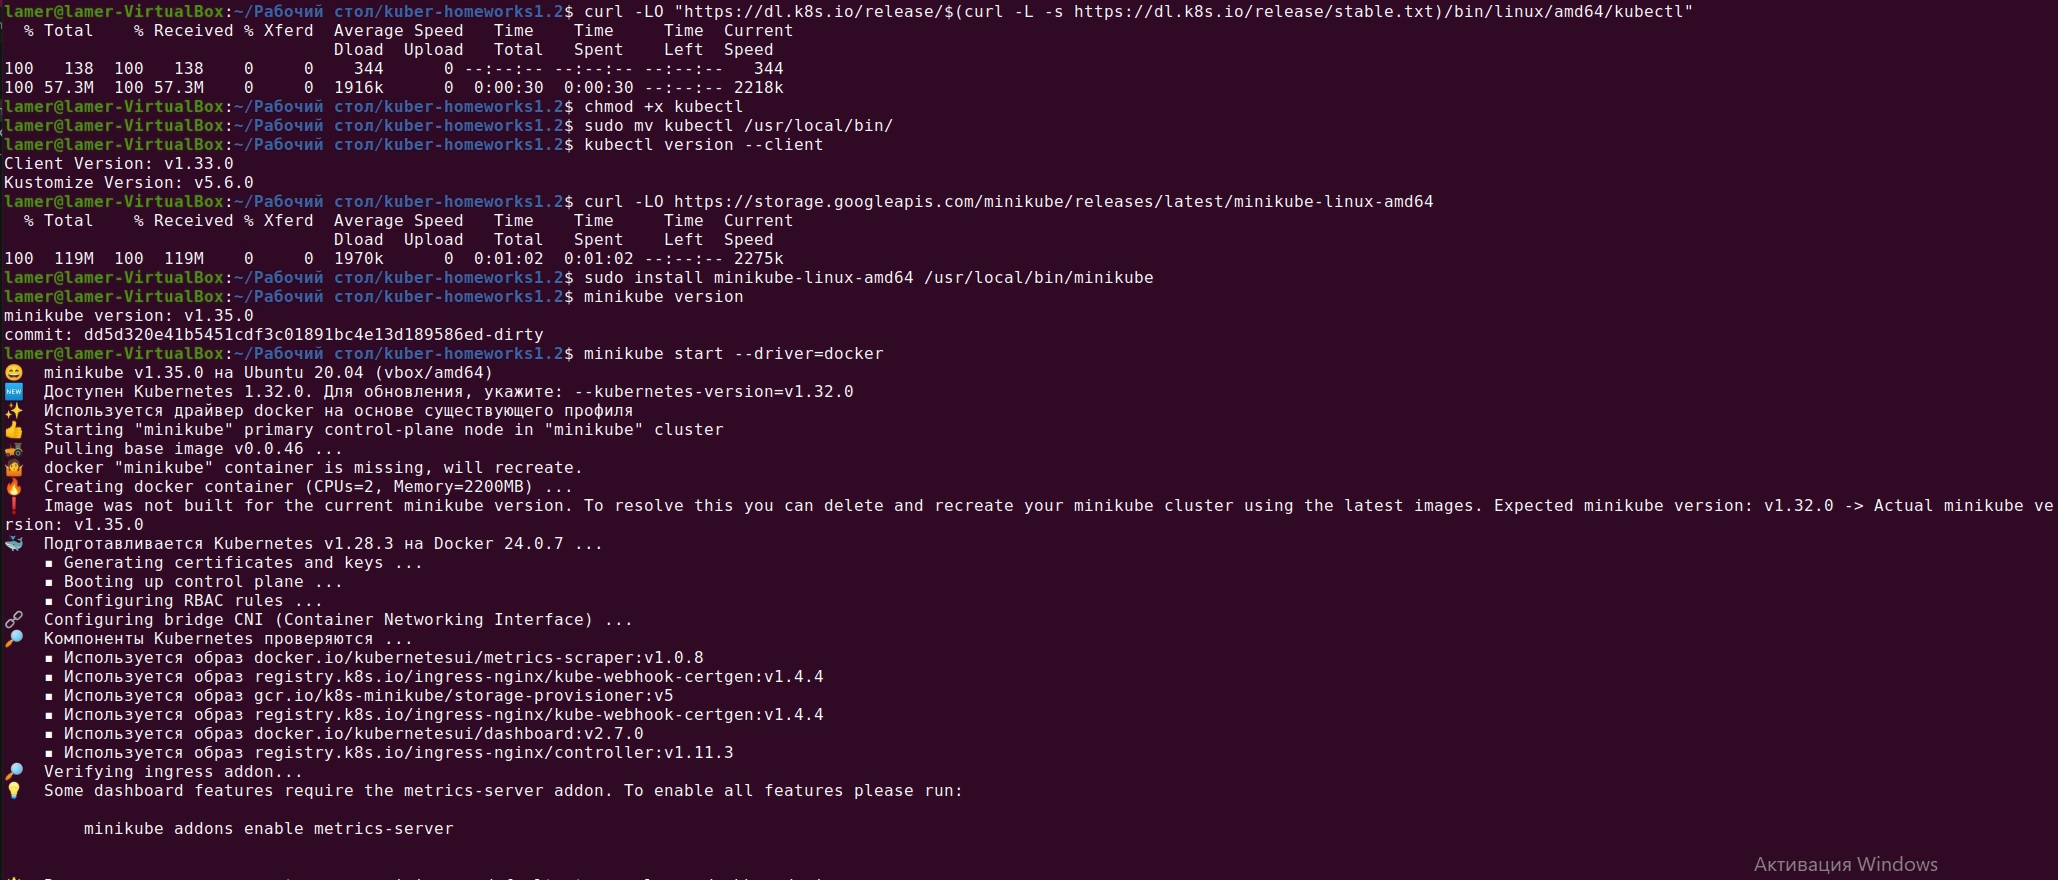 lamer@lamer-VirtualBox:~/Рабочий стол/kuber-homeworks1.2$ curl -LO "https://dl.k8s.io/release/$(curl -L -s https://dl.k8s.io/release/stable.txt)/bin/linux/amd64/kubectl"
% Total % Received % Xferd Average Speed Time Time Time Current
Dload Upload Total Spent Left Speed
100 138 100 138 0 0 344 0 --:--:-- --:--:-- --:--:-- 344
100 57.3M 100 57.3M 0 0 1916k 0 0:00:30 0:00:30 --:--:-- 2218k
lamer@lamer-VirtualBox:~/Рабочий стол/kuber-homeworks1.2$ chmod +x kubectl
lamer@lamer-VirtualBox:~/Рабочий стол/kuber-homeworks1.2$ sudo mv kubectl /usr/local/bin/
lamer@lamer-VirtualBox:~/Рабочий стол/kuber-homeworks1.2$ kubectl version --client
Client Version: v1.33.0
Kustomize Version: v5.6.0
lamer@lamer-VirtualBox:~/Рабочий стол/kuber-homeworks1.2$ curl -LO https://storage.googleapis.com/minikube/releases/latest/minikube-linux-amd64
% Total % Received % Xferd Average Speed Time Time Time Current
Dload Upload Total Spent Left Speed
100 119M 100 119M 0 0 1970k 0 0:01:02 0:01:02 --:--:-- 2275k
lamer@lamer-VirtualBox:~/Рабочий стол/kuber-homeworks1.2$ sudo install minikube-linux-amd64 /usr/local/bin/minikube
lamer@lamer-VirtualBox:~/Рабочий стол/kuber-homeworks1.2$ minikube version
minikube version: v1.35.0
commit: dd5d320e41b5451cdf3c01891bc4e13d189586ed-dirty
lamer@lamer-VirtualBox:~/Рабочий стол/kuber-homeworks1.2$ minikube start --driver=docker
😄 minikube v1.35.0 на Ubuntu 20.04 (vbox/amd64)
🆕 Доступен Kubernetes 1.32.0. Для обновления, укажите: --kubernetes-version=v1.32.0
✨ Используется драйвер docker на основе существующего профиля
👍 Starting "minikube" primary control-plane node in "minikube" cluster
🚜 Pulling base image v0.0.46 ...
🤷 docker "minikube" container is missing, will recreate.
🔥 Creating docker container (CPUs=2, Memory=2200MB) ...
❗ Image was not built for the current minikube version. To resolve this you can delete and recreate your minikube cluster using the latest images. Expected minikube version: v1.32.0 -> Actual minikube ve
rsion: v1.35.0
🐳 Подготавливается Kubernetes v1.28.3 на Docker 24.0.7 ...
▪ Generating certificates and keys ...
▪ Booting up control plane ...
▪ Configuring RBAC rules ...
🔗 Configuring bridge CNI (Container Networking Interface) ...
🔎 Компоненты Kubernetes проверяются ...
▪ Используется образ docker.io/kubernetesui/metrics-scraper:v1.0.8
▪ Используется образ registry.k8s.io/ingress-nginx/kube-webhook-certgen:v1.4.4
▪ Используется образ gcr.io/k8s-minikube/storage-provisioner:v5
▪ Используется образ registry.k8s.io/ingress-nginx/kube-webhook-certgen:v1.4.4
▪ Используется образ docker.io/kubernetesui/dashboard:v2.7.0
▪ Используется образ registry.k8s.io/ingress-nginx/controller:v1.11.3
🔎 Verifying ingress addon...
💡 Some dashboard features require the metrics-server addon. To enable all features please run:
minikube addons enable metrics-server
Активация Windows